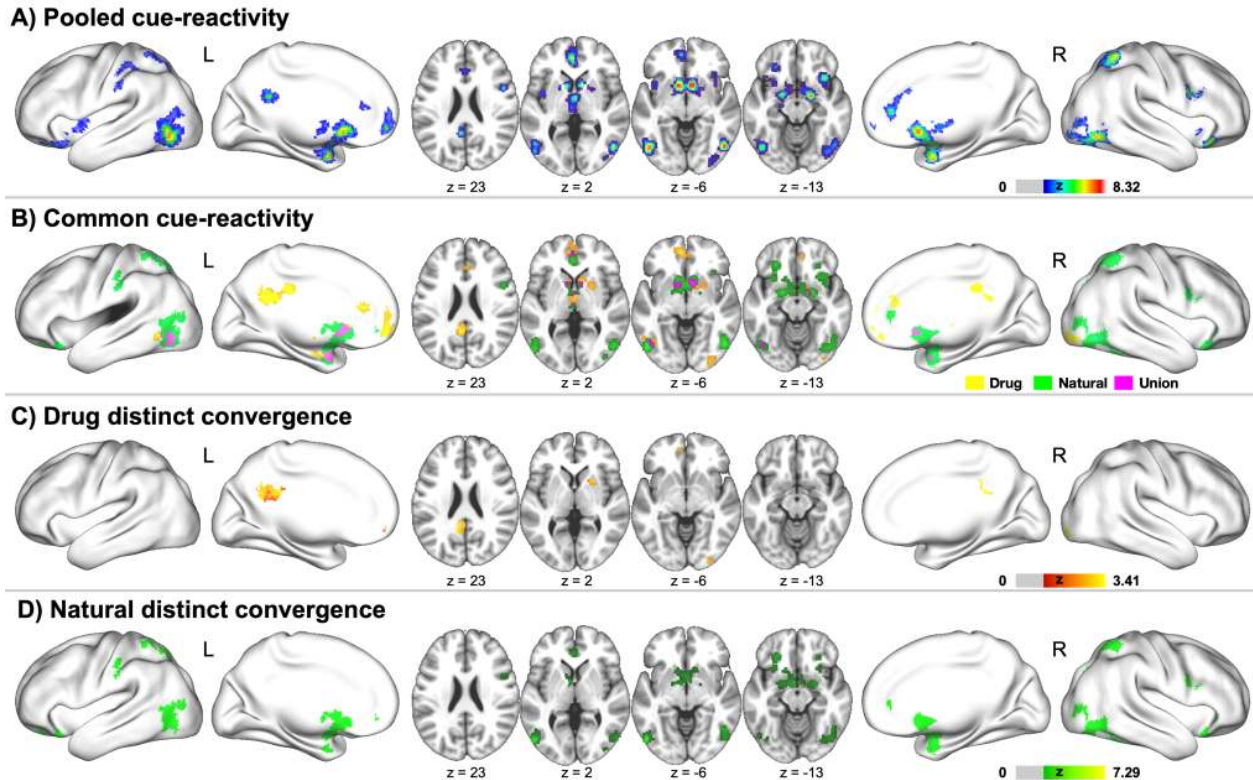 A) Pooled cue-reactivity
L
R
z = 23 z = 2 z = -6 z = -13
0 z 8.32
B) Common cue-reactivity
L
R
z = 23 z = 2 z = -6 z = -13
Drug Natural Union
C) Drug distinct convergence
L
R
z = 23 z = 2 z = -6 z = -13
0 z 3.41
D) Natural distinct convergence
L
R
z = 23 z = 2 z = -6 z = -13
0 z 7.29